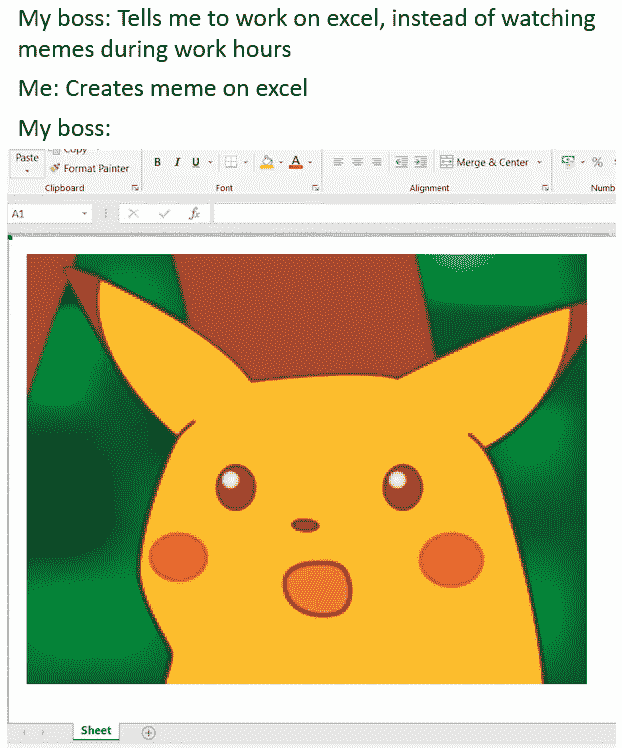 My boss: Tells me to work on excel, instead of watching
memes during work hours
Me: Creates meme on excel
My boss:
Paste
Copy
Format Painter
B I U A
Merge & Center
%
Clipboard
Font
Alignment
Numb
A1
fx
Sheet